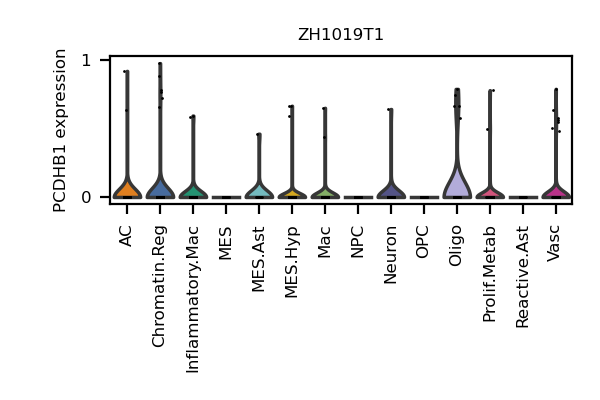 ZH1019T1
PCDHB1 expression
1
0
AC
Chromatin.Reg
Inflammatory.Mac
MES
MES.Ast
MES.Hyp
Mac
NPC
Neuron
OPC
Oligo
Prolif.Metab
Reactive.Ast
Vasc